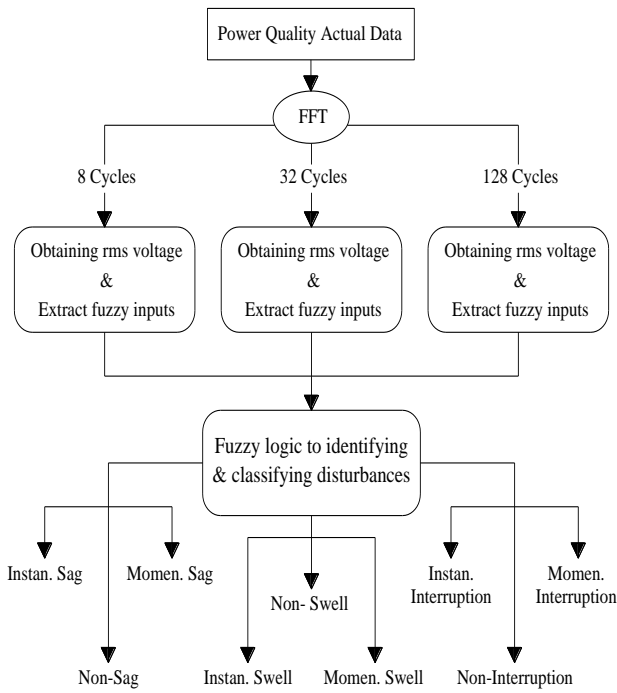 Power Quality Actual Data
FFT
8 Cycles
32 Cycles
128 Cycles
Obtaining rms voltage
&
Extract fuzzy inputs
Obtaining rms voltage
&
Extract fuzzy inputs
Obtaining rms voltage
&
Extract fuzzy inputs
Fuzzy logic to identifying
& classifying disturbances
Instan. Sag
Momen. Sag
Non-Sag
Non- Swell
Instan. Swell
Momen. Swell
Instan.
Interruption
Momen.
Interruption
Non-Interruption